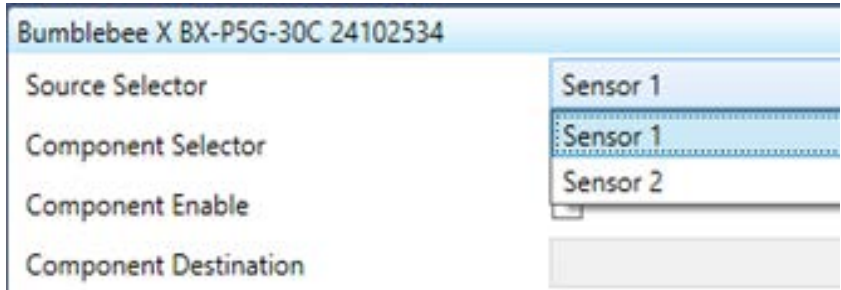 Bumblebee X BX-P5G-30C 24102534
Source Selector
Sensor 1
Sensor 1
Component Selector
Sensor 2
Component Enable
Component Destination